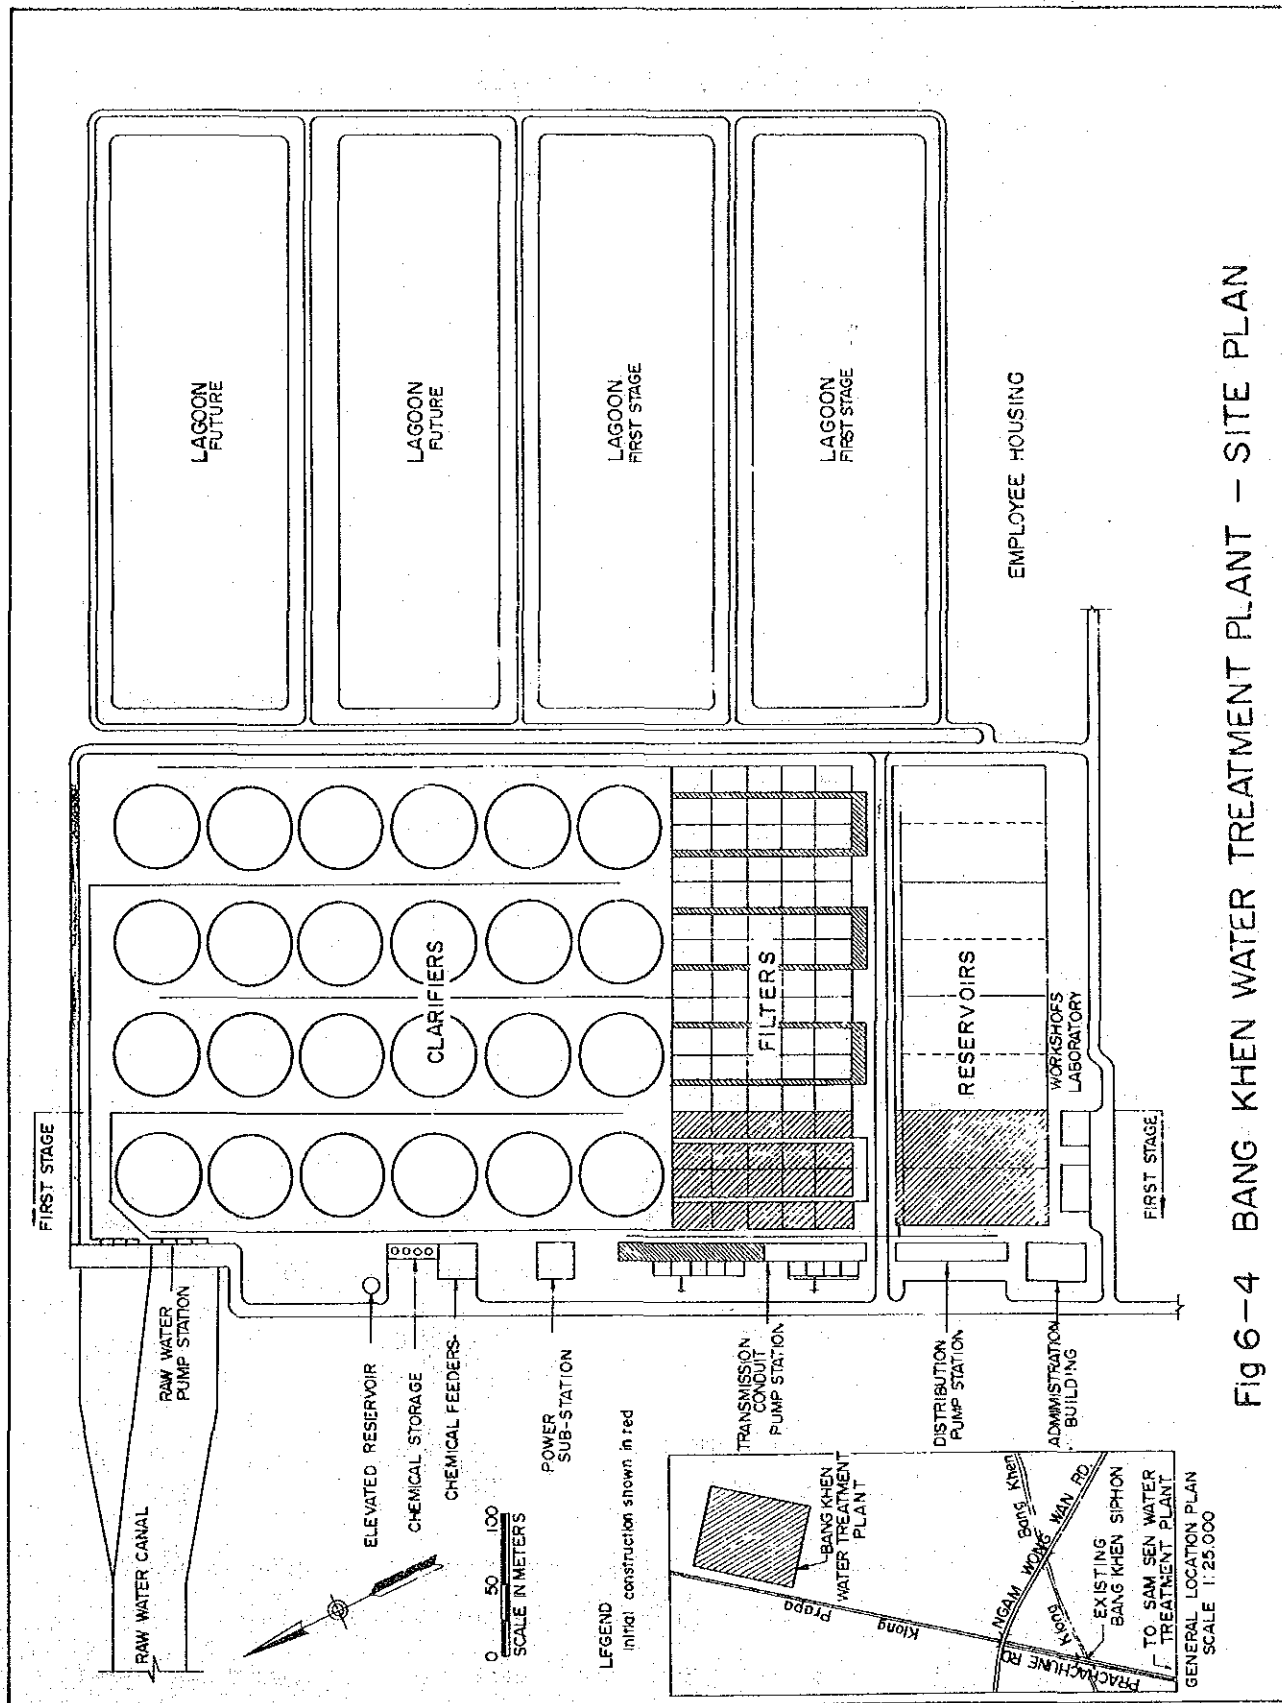 LAGOON
FUTURE
LAGOON
FUTURE
LAGOON
FIRST STAGE
LAGOON
FIRST STAGE
EMPLOYEE HOUSING
FIRST STAGE
CLARIFIERS
FILTERS
RESERVOIRS
WORKSHOFS
LABORATORY
FIRST STAGE
RAW WATER CANAL
RAW WATER
PUMP STATION
ELEVATED RESERVOIR
CHEMICAL STORAGE
CHEMICAL FEEDERS
POWER
SUB-STATION
TRANSMISSION
CONDUIT
PUMP STATION
DISTRIBUTION
PUMP STATION
ADMINISTRATION
BUILDING
0 50 100
SCALE IN METERS
LEGEND
Initial construction shown in red
BANG KHEN
WATER TREATMENT
PLANT
Klong Prapa
NGAM WONG WAN RD.
Klong Bang Khen
PRACHACHUNE RD
EXISTING
BANG KHEN SIPHON
TO SAM SEN WATER
TREATMENT PLANT
GENERAL LOCATION PLAN
SCALE 1:25.000
Fig 6-4 BANG KHEN WATER TREATMENT PLANT - SITE PLAN